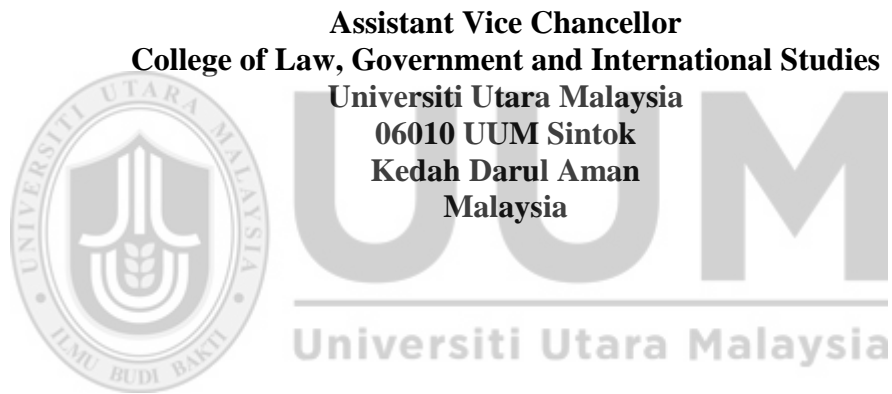 Assistant Vice Chancellor
College of Law, Government and International Studies
Universiti Utara Malaysia
06010 UUM Sintok
Kedah Darul Aman
Malaysia
UNIVERSITI UTARA MALAYSIA
ILMU BUDI BAKTI
UUM
Universiti Utara Malaysia